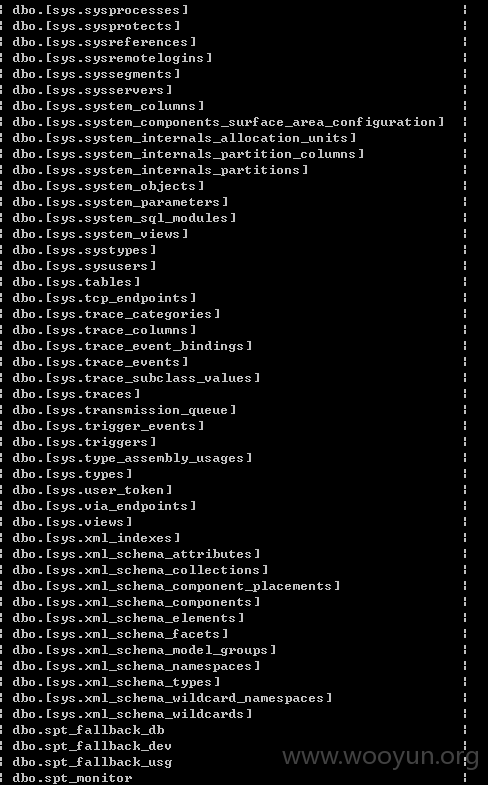 ¦ dbo.[sys.sysprocesses] ¦
¦ dbo.[sys.sysprotects] ¦
¦ dbo.[sys.sysreferences] ¦
¦ dbo.[sys.sysremotelogins] ¦
¦ dbo.[sys.syssegments] ¦
¦ dbo.[sys.sysservers] ¦
¦ dbo.[sys.system_columns] ¦
¦ dbo.[sys.system_components_surface_area_configuration] ¦
¦ dbo.[sys.system_internals_allocation_units] ¦
¦ dbo.[sys.system_internals_partition_columns] ¦
¦ dbo.[sys.system_internals_partitions] ¦
¦ dbo.[sys.system_objects] ¦
¦ dbo.[sys.system_parameters] ¦
¦ dbo.[sys.system_sql_modules] ¦
¦ dbo.[sys.system_views] ¦
¦ dbo.[sys.systypes] ¦
¦ dbo.[sys.sysusers] ¦
¦ dbo.[sys.tables] ¦
¦ dbo.[sys.tcp_endpoints] ¦
¦ dbo.[sys.trace_categories] ¦
¦ dbo.[sys.trace_columns] ¦
¦ dbo.[sys.trace_event_bindings] ¦
¦ dbo.[sys.trace_events] ¦
¦ dbo.[sys.trace_subclass_values] ¦
¦ dbo.[sys.traces] ¦
¦ dbo.[sys.transmission_queue] ¦
¦ dbo.[sys.trigger_events] ¦
¦ dbo.[sys.triggers] ¦
¦ dbo.[sys.type_assembly_usages] ¦
¦ dbo.[sys.types] ¦
¦ dbo.[sys.user_token] ¦
¦ dbo.[sys.via_endpoints] ¦
¦ dbo.[sys.views] ¦
¦ dbo.[sys.xml_indexes] ¦
¦ dbo.[sys.xml_schema_attributes] ¦
¦ dbo.[sys.xml_schema_collections] ¦
¦ dbo.[sys.xml_schema_component_placements] ¦
¦ dbo.[sys.xml_schema_components] ¦
¦ dbo.[sys.xml_schema_elements] ¦
¦ dbo.[sys.xml_schema_facets] ¦
¦ dbo.[sys.xml_schema_model_groups] ¦
¦ dbo.[sys.xml_schema_namespaces] ¦
¦ dbo.[sys.xml_schema_types] ¦
¦ dbo.[sys.xml_schema_wildcard_namespaces] ¦
¦ dbo.[sys.xml_schema_wildcards] ¦
¦ dbo.spt_fallback_db ¦
¦ dbo.spt_fallback_dev ¦
¦ dbo.spt_fallback_usg ¦
¦ dbo.spt_monitor ¦
www.wooyun.org